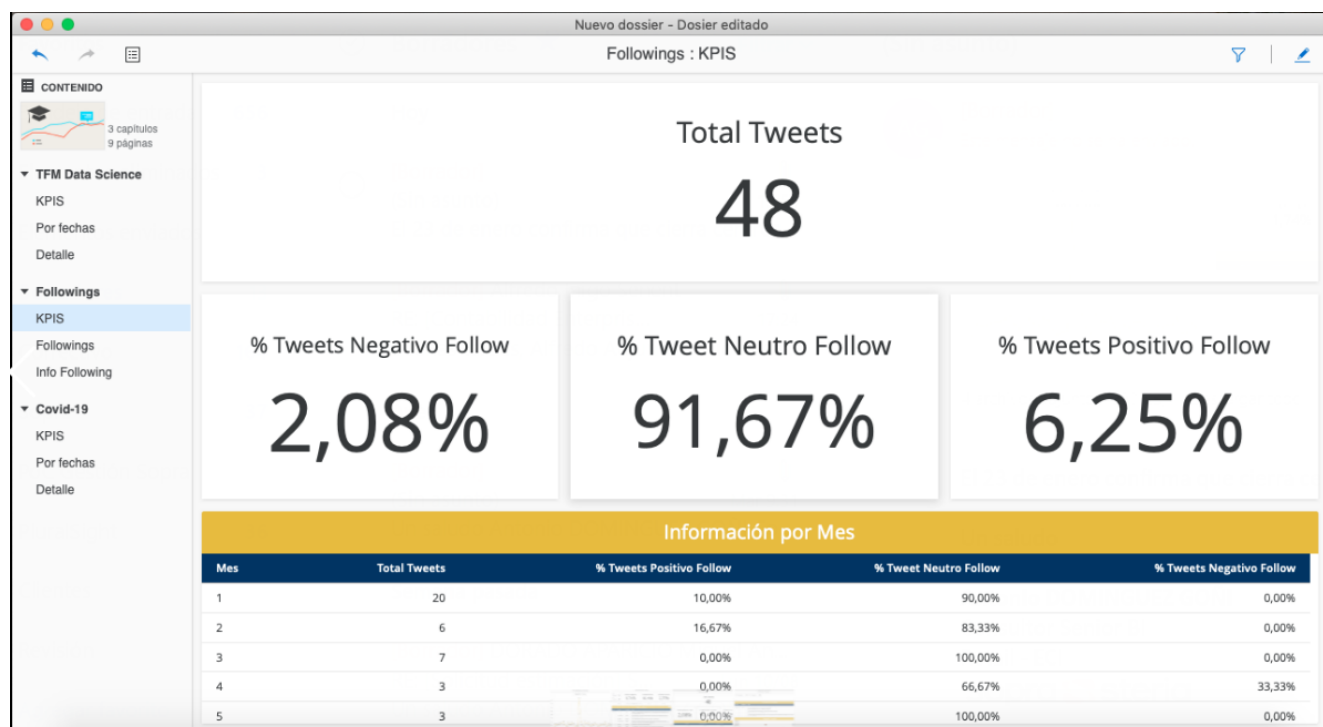 Nuevo dossier - Dosier editado
Followings : KPIS
CONTENIDO
3 capítulos
9 páginas
TFM Data Science
KPIS
Por fechas
Detalle
Followings
KPIS
Followings
Info Following
Covid-19
KPIS
Por fechas
Detalle
Total Tweets
48
% Tweets Negativo Follow
2,08%
% Tweet Neutro Follow
91,67%
% Tweets Positivo Follow
6,25%
Información por Mes
Mes Total Tweets % Tweets Positivo Follow % Tweet Neutro Follow % Tweets Negativo Follow
1 20 10,00% 90,00% 0,00%
2 6 16,67% 83,33% 0,00%
3 7 0,00% 100,00% 0,00%
4 3 0,00% 66,67% 33,33%
5 3 0,00% 100,00% 0,00%